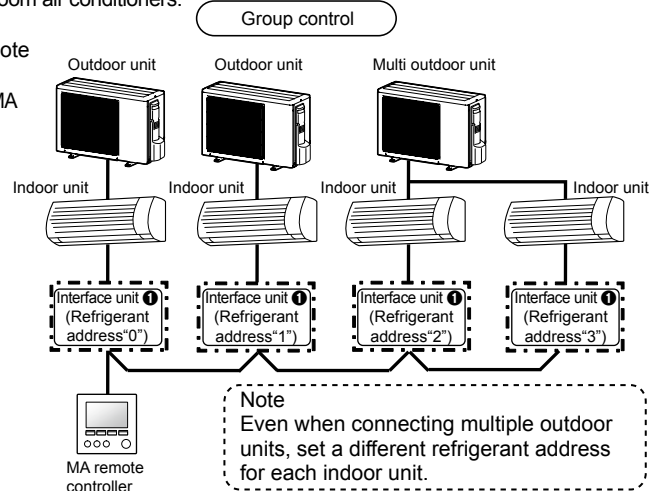 oom air conditioners.
Group control
ote
MA
Outdoor unit
Outdoor unit
Multi outdoor unit
Indoor unit
Indoor unit
Indoor unit
Indoor unit
Interface unit ❶
(Refrigerant
address“0”)
Interface unit ❶
(Refrigerant
address“1”)
Interface unit ❶
(Refrigerant
address“2”)
Interface unit ❶
(Refrigerant
address“3”)
MA remote
controller
Note
Even when connecting multiple outdoor
units, set a different refrigerant address
for each indoor unit.